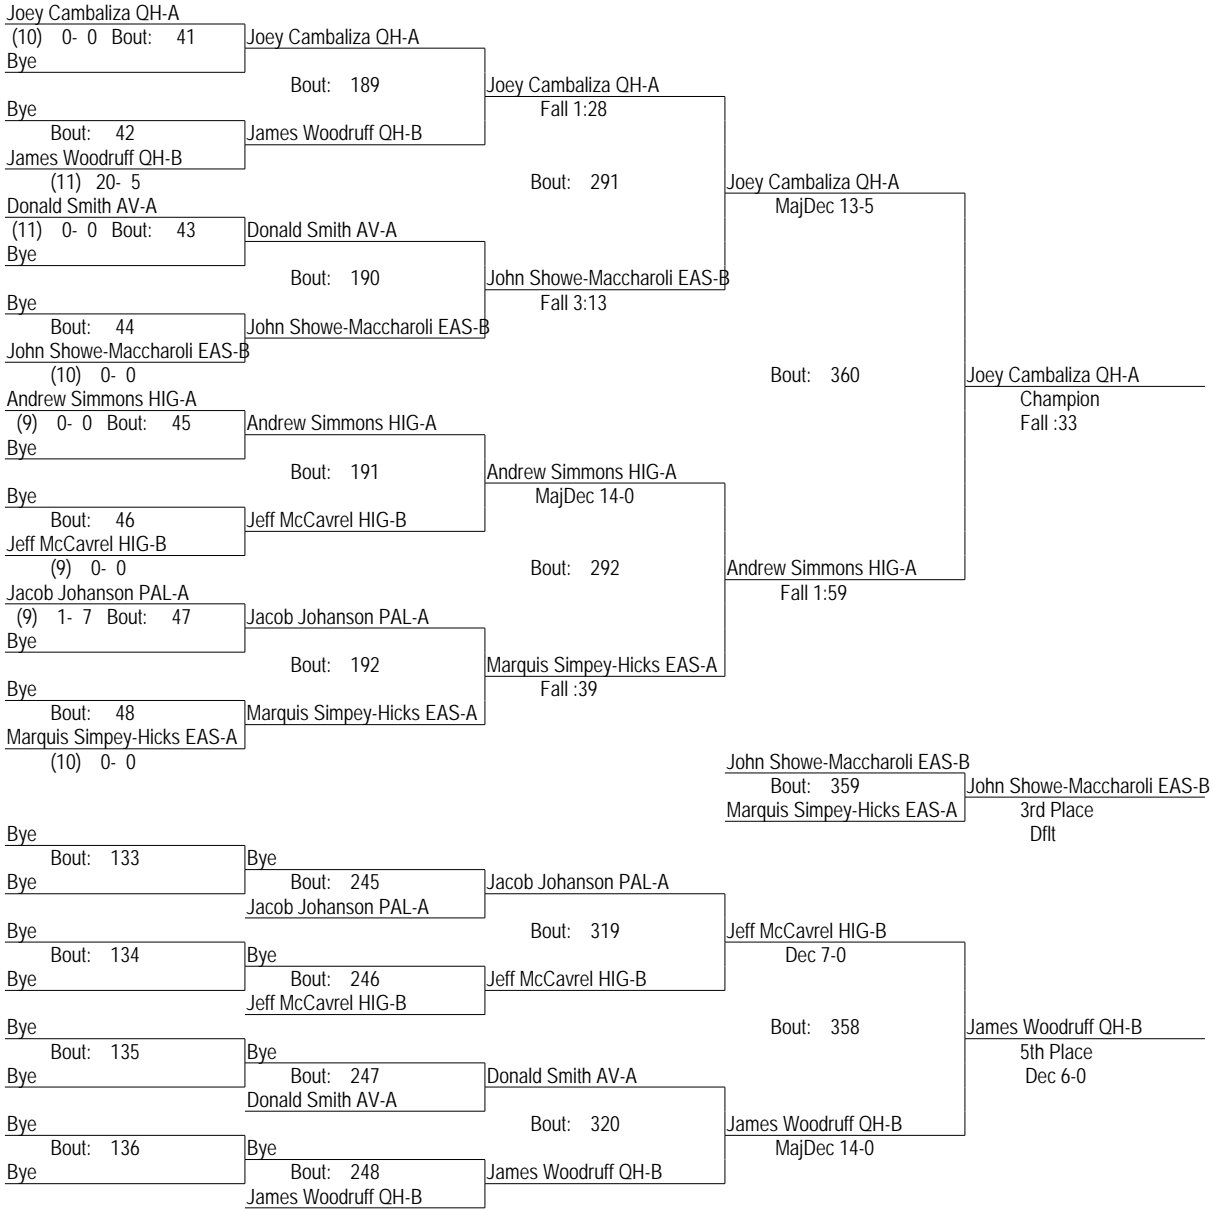 Joey Cambaliza QH-A
(10) 0- 0 Bout: 41
Joey Cambaliza QH-A
Bye
Bout: 189
Joey Cambaliza QH-A
Bye
Fall 1:28
Bout: 42
James Woodruff QH-B
James Woodruff QH-B
(11) 20- 5
Bout: 291
Joey Cambaliza QH-A
Donald Smith AV-A
MajDec 13-5
(11) 0- 0 Bout: 43
Donald Smith AV-A
Bye
Bout: 190
John Showe-Maccharoli EAS-B
Bye
Fall 3:13
Bout: 44
John Showe-Maccharoli EAS-B
John Showe-Maccharoli EAS-B
(10) 0- 0
Bout: 360
Joey Cambaliza QH-A
Andrew Simmons HIG-A
Champion
(9) 0- 0 Bout: 45
Andrew Simmons HIG-A
Fall :33
Bye
Bout: 191
Andrew Simmons HIG-A
Bye
MajDec 14-0
Bout: 46
Jeff McCavrel HIG-B
Jeff McCavrel HIG-B
(9) 0- 0
Bout: 292
Andrew Simmons HIG-A
Jacob Johanson PAL-A
Fall 1:59
(9) 1- 7 Bout: 47
Jacob Johanson PAL-A
Bye
Bout: 192
Marquis Simpey-Hicks EAS-A
Bye
Fall :39
Bout: 48
Marquis Simpey-Hicks EAS-A
Marquis Simpey-Hicks EAS-A
(10) 0- 0
John Showe-Maccharoli EAS-B
Bout: 359
John Showe-Maccharoli EAS-B
Marquis Simpey-Hicks EAS-A
3rd Place
Dflt
Bye
Bout: 133
Bye
Bye
Bout: 245
Jacob Johanson PAL-A
Jacob Johanson PAL-A
Bye
Bout: 319
Jeff McCavrel HIG-B
Bout: 134
Bye
Dec 7-0
Bye
Bout: 246
Jeff McCavrel HIG-B
Jeff McCavrel HIG-B
Bye
Bout: 358
James Woodruff QH-B
Bout: 135
Bye
5th Place
Bye
Bout: 247
Donald Smith AV-A
Dec 6-0
Donald Smith AV-A
Bye
Bout: 320
James Woodruff QH-B
Bout: 136
Bye
MajDec 14-0
Bye
Bout: 248
James Woodruff QH-B
James Woodruff QH-B